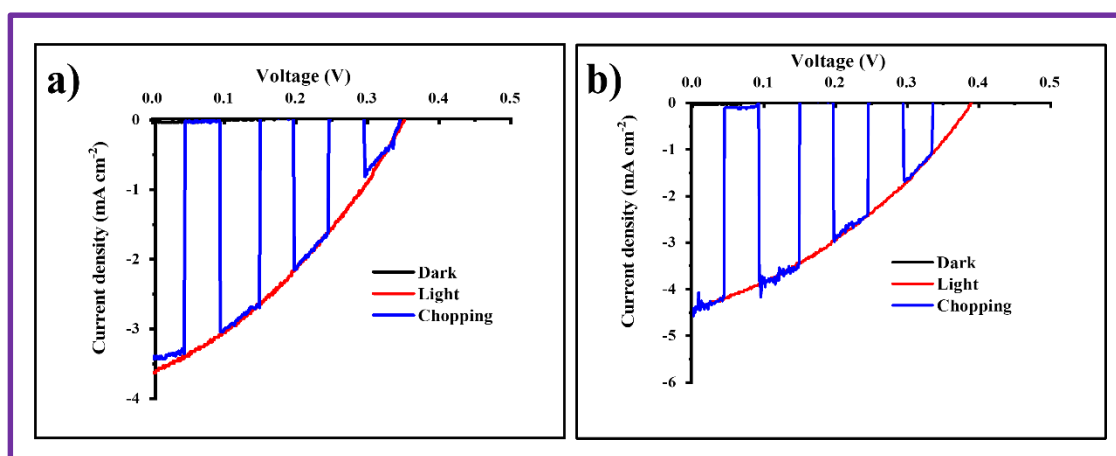 a)
Voltage (V)
0.0 0.1 0.2 0.3 0.4 0.5
0
-1
-2
-3
-4
Current density (mA cm⁻²)
Dark
Light
Chopping
b)
Voltage (V)
0.0 0.1 0.2 0.3 0.4 0.5
0
-1
-2
-3
-4
-5
-6
Current density (mA cm⁻²)
Dark
Light
Chopping